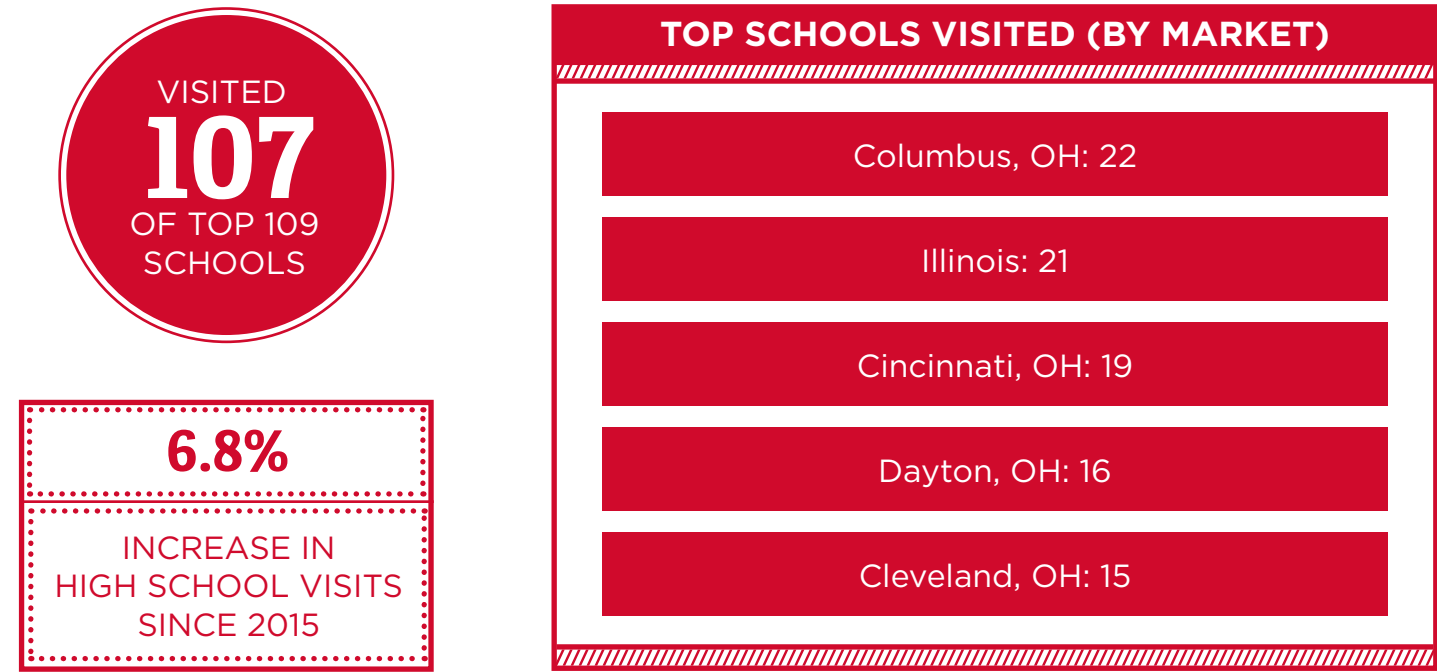 VISITED
107
OF TOP 109
SCHOOLS
6.8%
INCREASE IN
HIGH SCHOOL VISITS
SINCE 2015
TOP SCHOOLS VISITED (BY MARKET)
Columbus, OH: 22
Illinois: 21
Cincinnati, OH: 19
Dayton, OH: 16
Cleveland, OH: 15